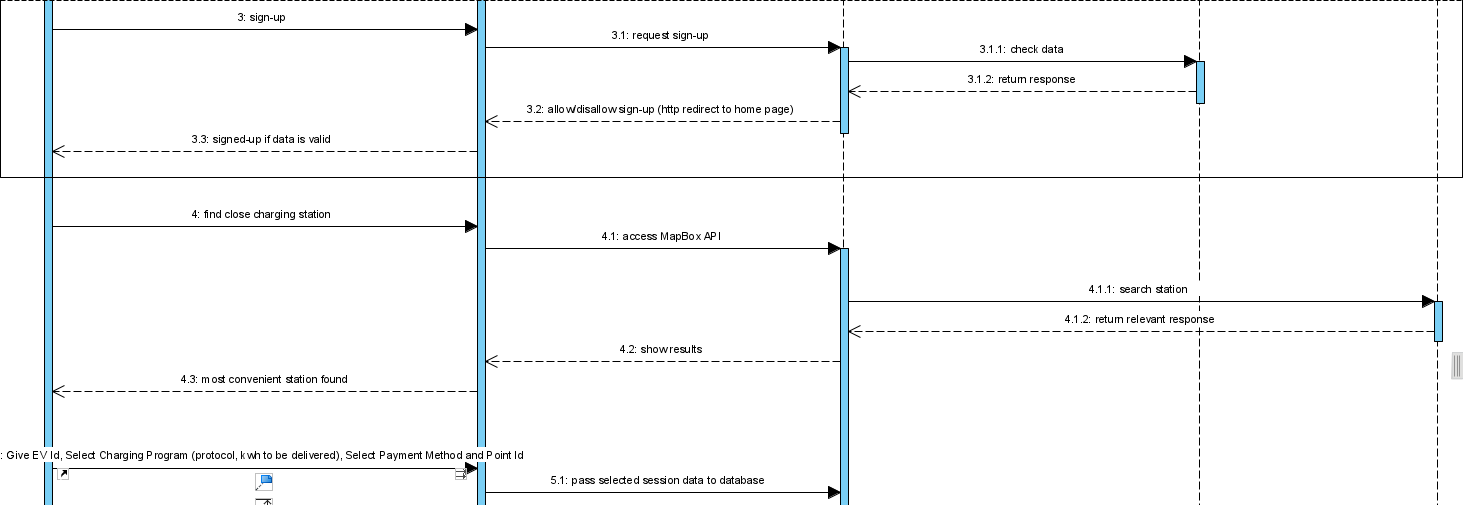 3: sign-up
3.1: request sign-up
3.1.1: check data
3.1.2: return response
3.2: allow/disallow sign-up (http redirect to home page)
3.3: signed-up if data is valid
4: find close charging station
4.1: access MapBox API
4.1.1: search station
4.1.2: return relevant response
4.2: show results
4.3: most convenient station found
: Give EV Id, Select Charging Program (protocol, kwh to be delivered), Select Payment Method and Point Id
5.1: pass selected session data to database